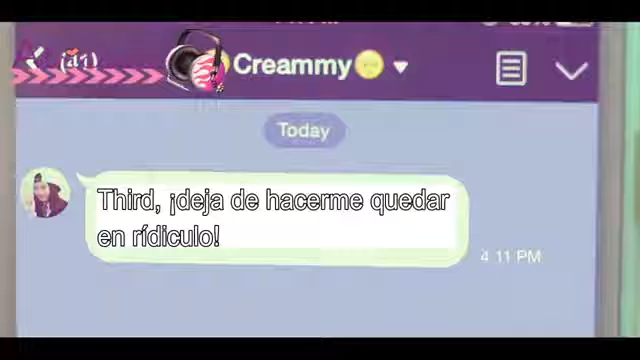 (41)
Creammy
Today
Third, ¡deja de hacerme quedar
en rídiculo!
4:11 PM